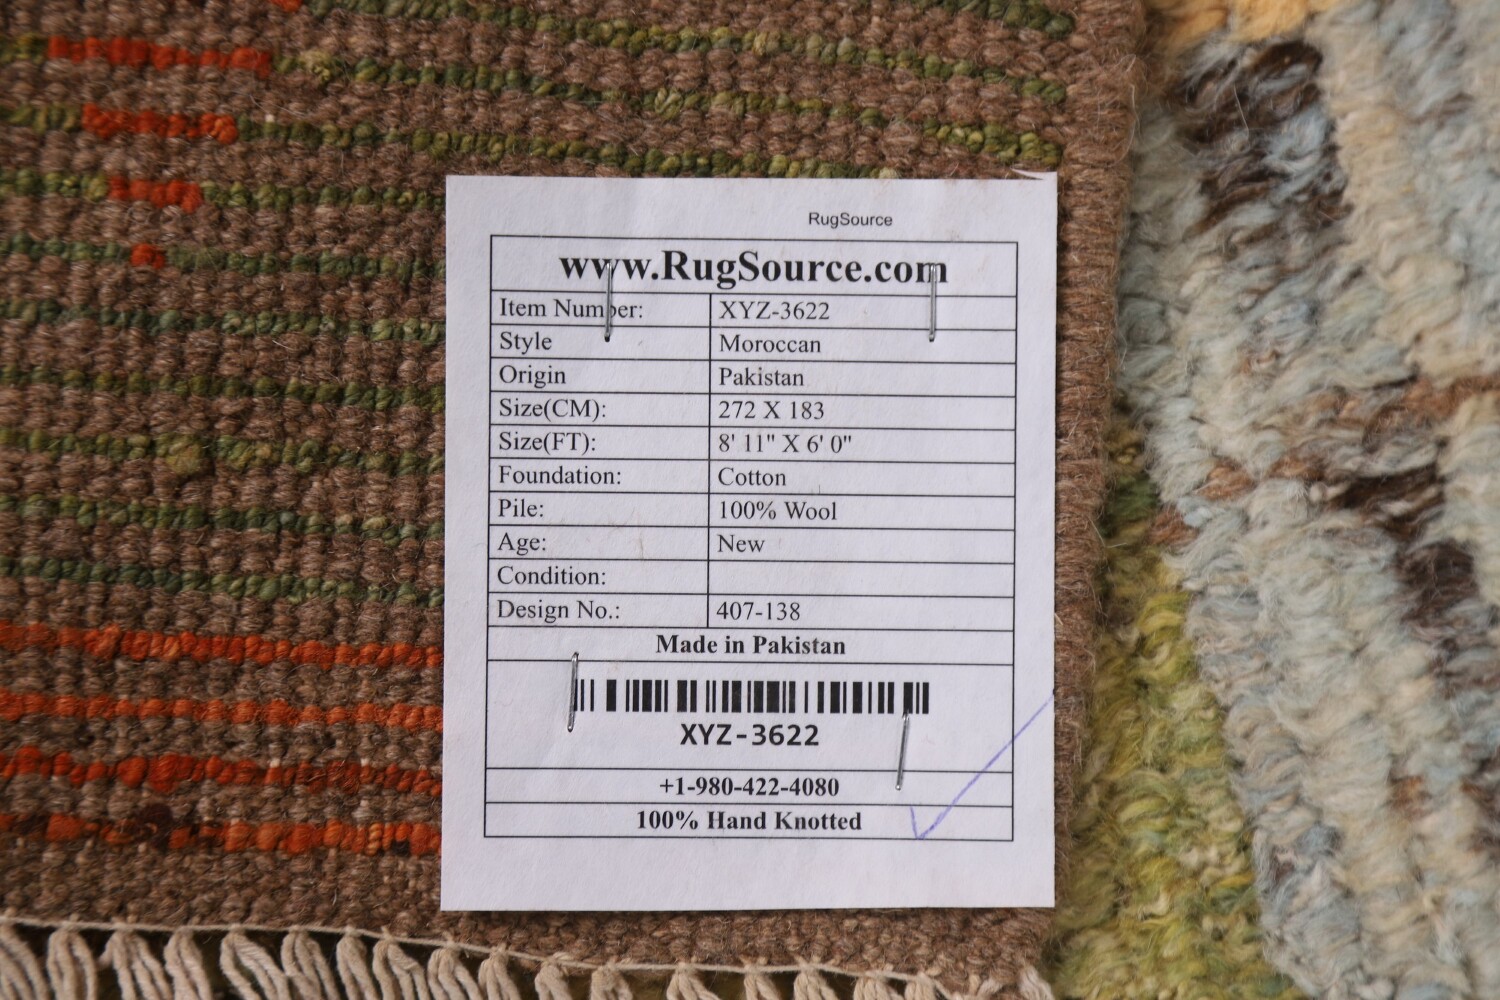 RugSource
www.RugSource.com
Item Number: XYZ-3622
Style Moroccan
Origin Pakistan
Size(CM): 272 X 183
Size(FT): 8' 11" X 6' 0"
Foundation: Cotton
Pile: 100% Wool
Age: New
Condition:
Design No.: 407-138
Made in Pakistan
XYZ-3622
+1-980-422-4080
100% Hand Knotted